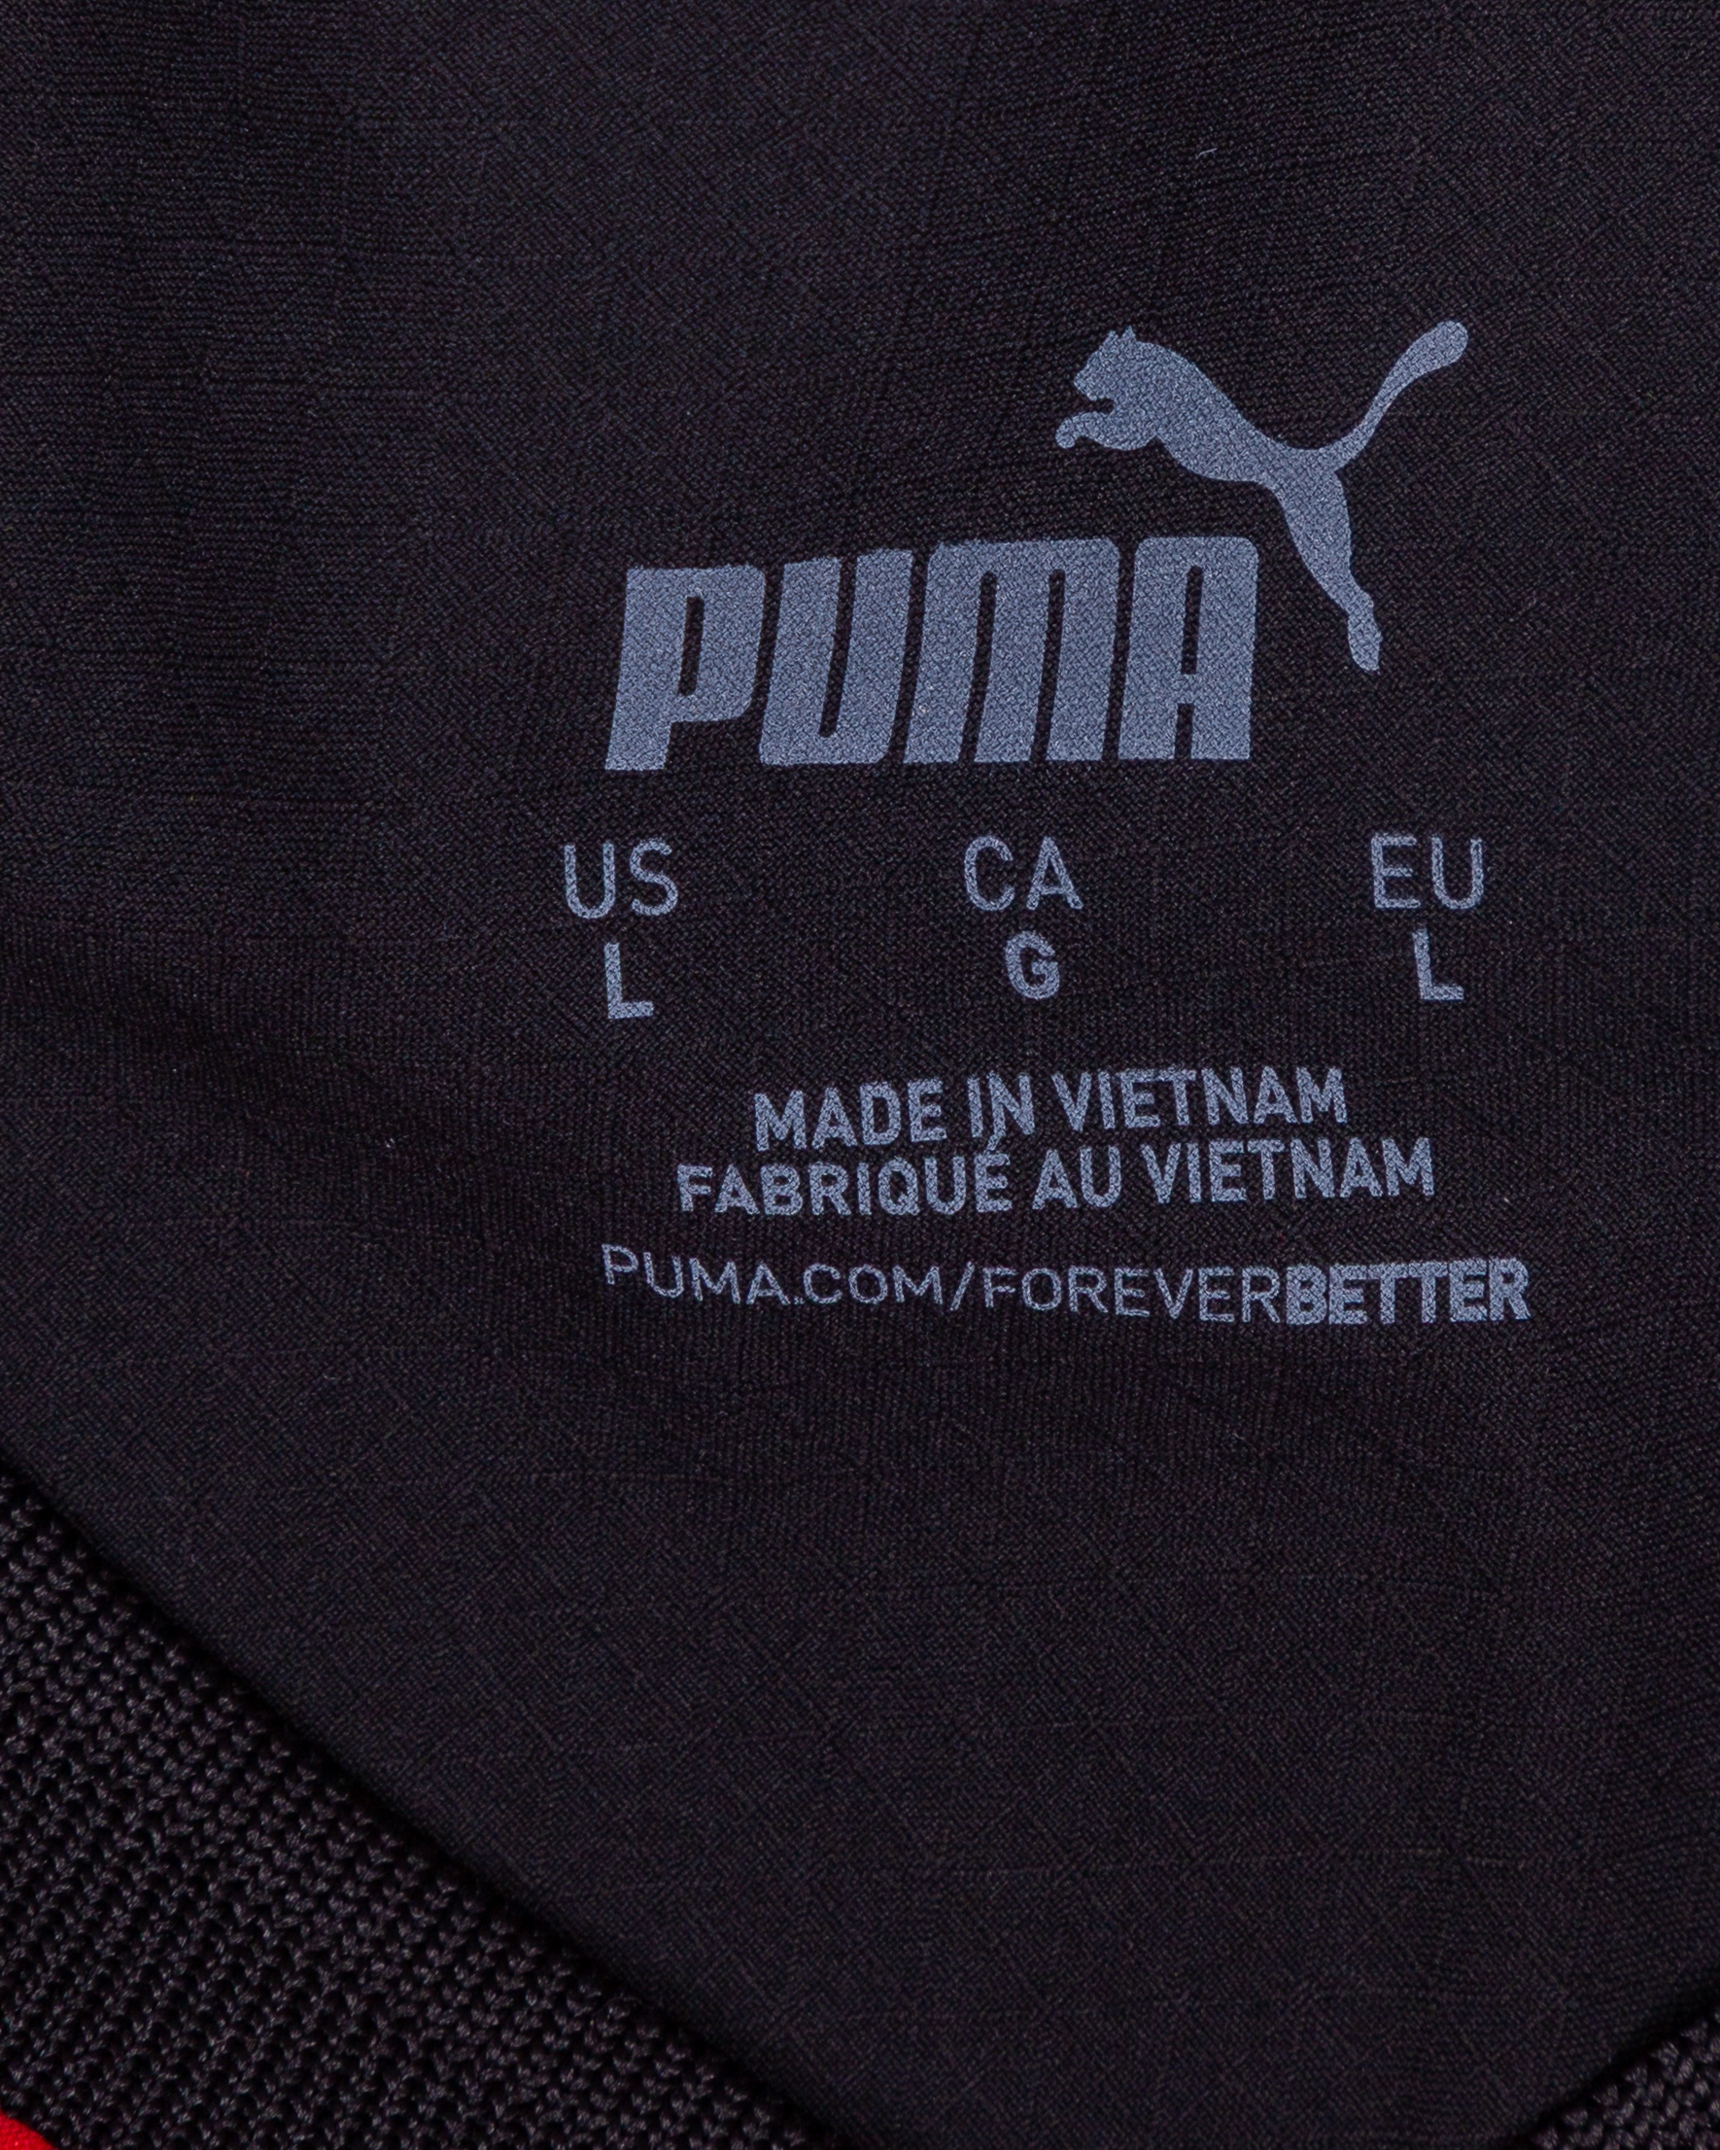 PUMA
US CA EU
L G L
MADE IN VIETNAM
FABRIQUÉ AU VIETNAM
PUMA.COM/FOREVERBETTER